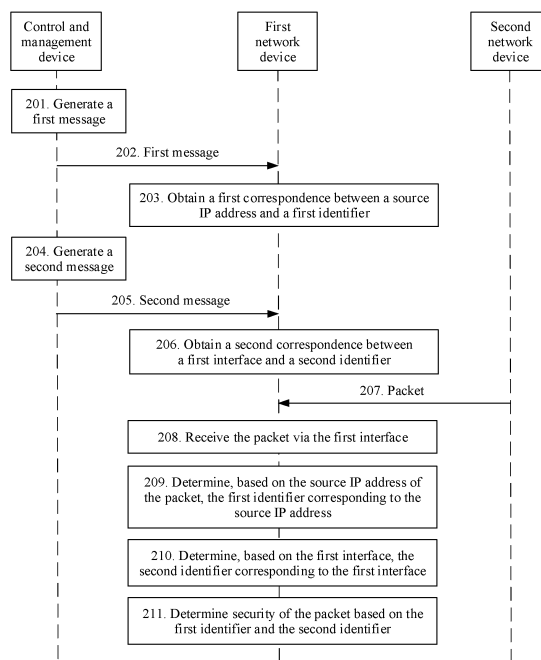 Control and
management
device
First
network
device
Second
network
device
201. Generate a
first message
202. First message
203. Obtain a first correspondence between a source
IP address and a first identifier
204. Generate a
second message
205. Second message
206. Obtain a second correspondence between
a first interface and a second identifier
207. Packet
208. Receive the packet via the first interface
209. Determine, based on the source IP address of
the packet, the first identifier corresponding to the
source IP address
210. Determine, based on the first interface, the
second identifier corresponding to the first interface
211. Determine security of the packet based on the
first identifier and the second identifier